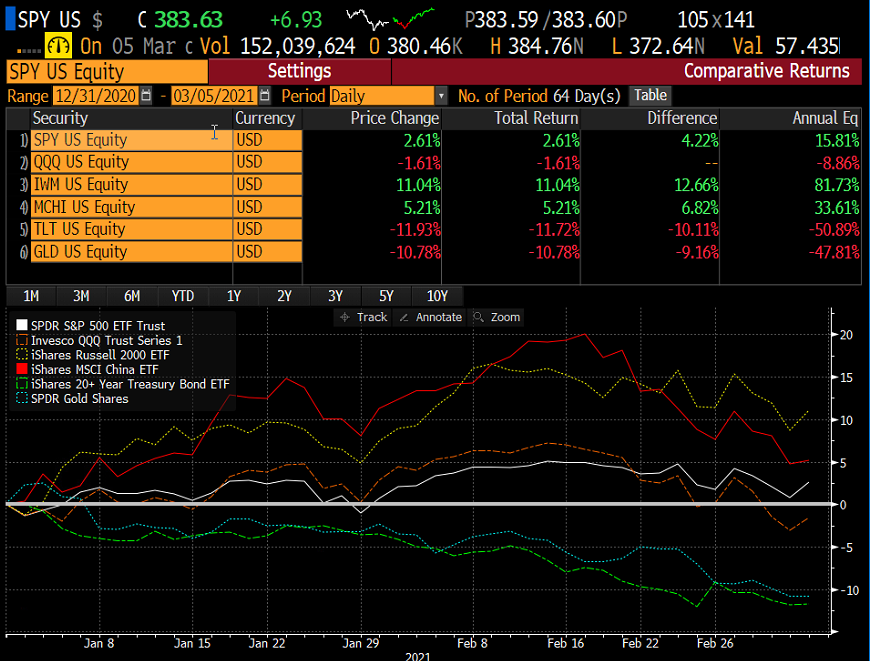 SPY US $ C 383.63 +6.93 P383.59 /383.60P 105x141
On 05 Mar d Vol 152,039,624 O 380.46K H 384.76N L 372.64N Val 57.435
SPY US Equity Settings Comparative Returns
Range 12/31/2020 - 03/05/2021 Period Daily No. of Period 64 Day(s) Table
Security Currency Price Change Total Return Difference Annual Eq
1) SPY US Equity USD 2.61% 2.61% 4.22% 15.81%
2) QQQ US Equity USD -1.61% -1.61% -- -8.86%
3) IWM US Equity USD 11.04% 11.04% 12.66% 81.73%
4) MCHI US Equity USD 5.21% 5.21% 6.82% 33.61%
5) TLT US Equity USD -11.93% -11.72% -10.11% -50.89%
6) GLD US Equity USD -10.78% -10.78% -9.16% -47.81%
1M 3M 6M YTD 1Y 2Y 3Y 5Y 10Y
Track Annotate Zoom
SPDR S&P 500 ETF Trust
Invesco QQQ Trust Series 1
iShares Russell 2000 ETF
iShares MSCI China ETF
iShares 20+ Year Treasury Bond ETF
SPDR Gold Shares
20
15
10
5
0
-5
-10
Jan 8 Jan 15 Jan 22 Jan 29 Feb 8 Feb 16 Feb 22 Feb 26
2021